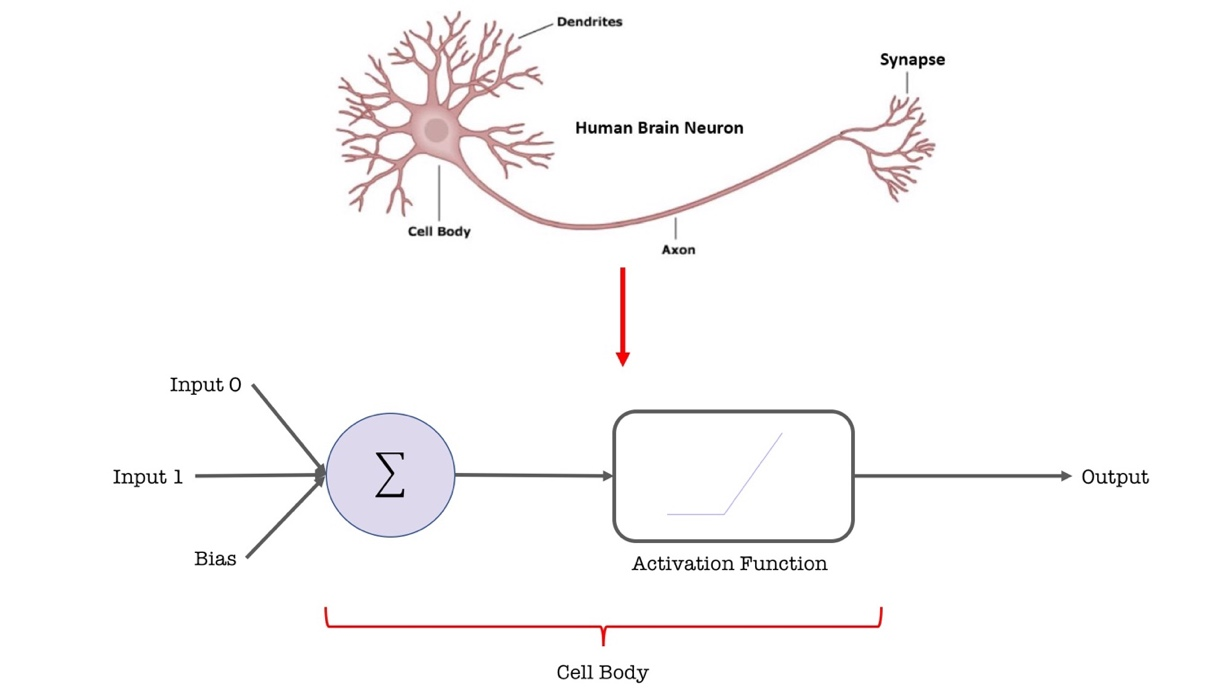 Dendrites
Synapse
Human Brain Neuron
Cell Body
Axon
Input 0
Input 1
∑
Output
Bias
Activation Function
Cell Body